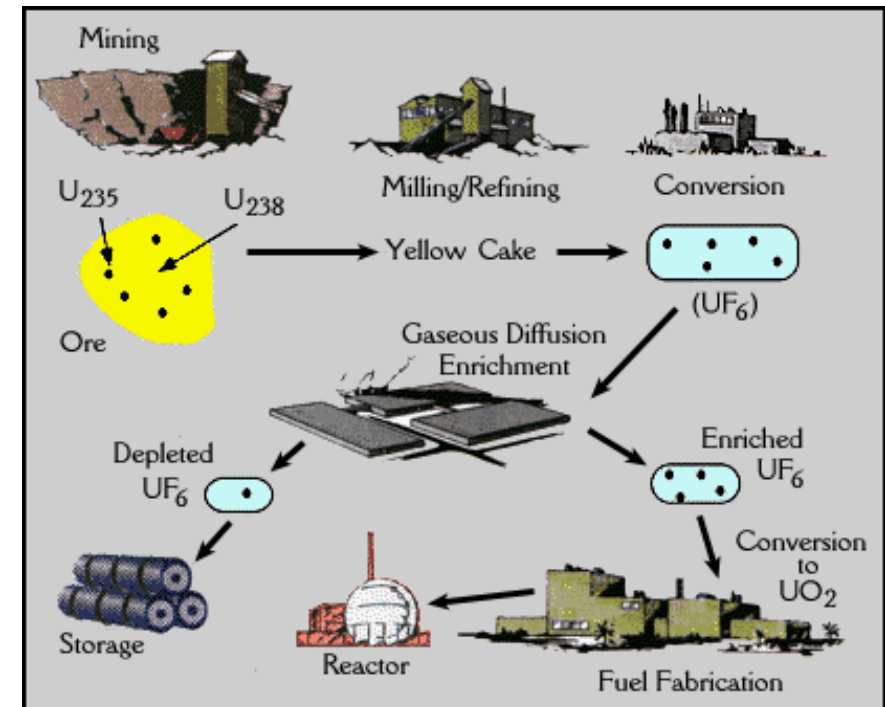 Mining
Milling/Refining
Conversion
U235
U238
Ore
Yellow Cake
(UF6)
Gaseous Diffusion
Enrichment
Depleted
UF6
Enriched
UF6
Conversion
to
UO2
Storage
Reactor
Fuel Fabrication